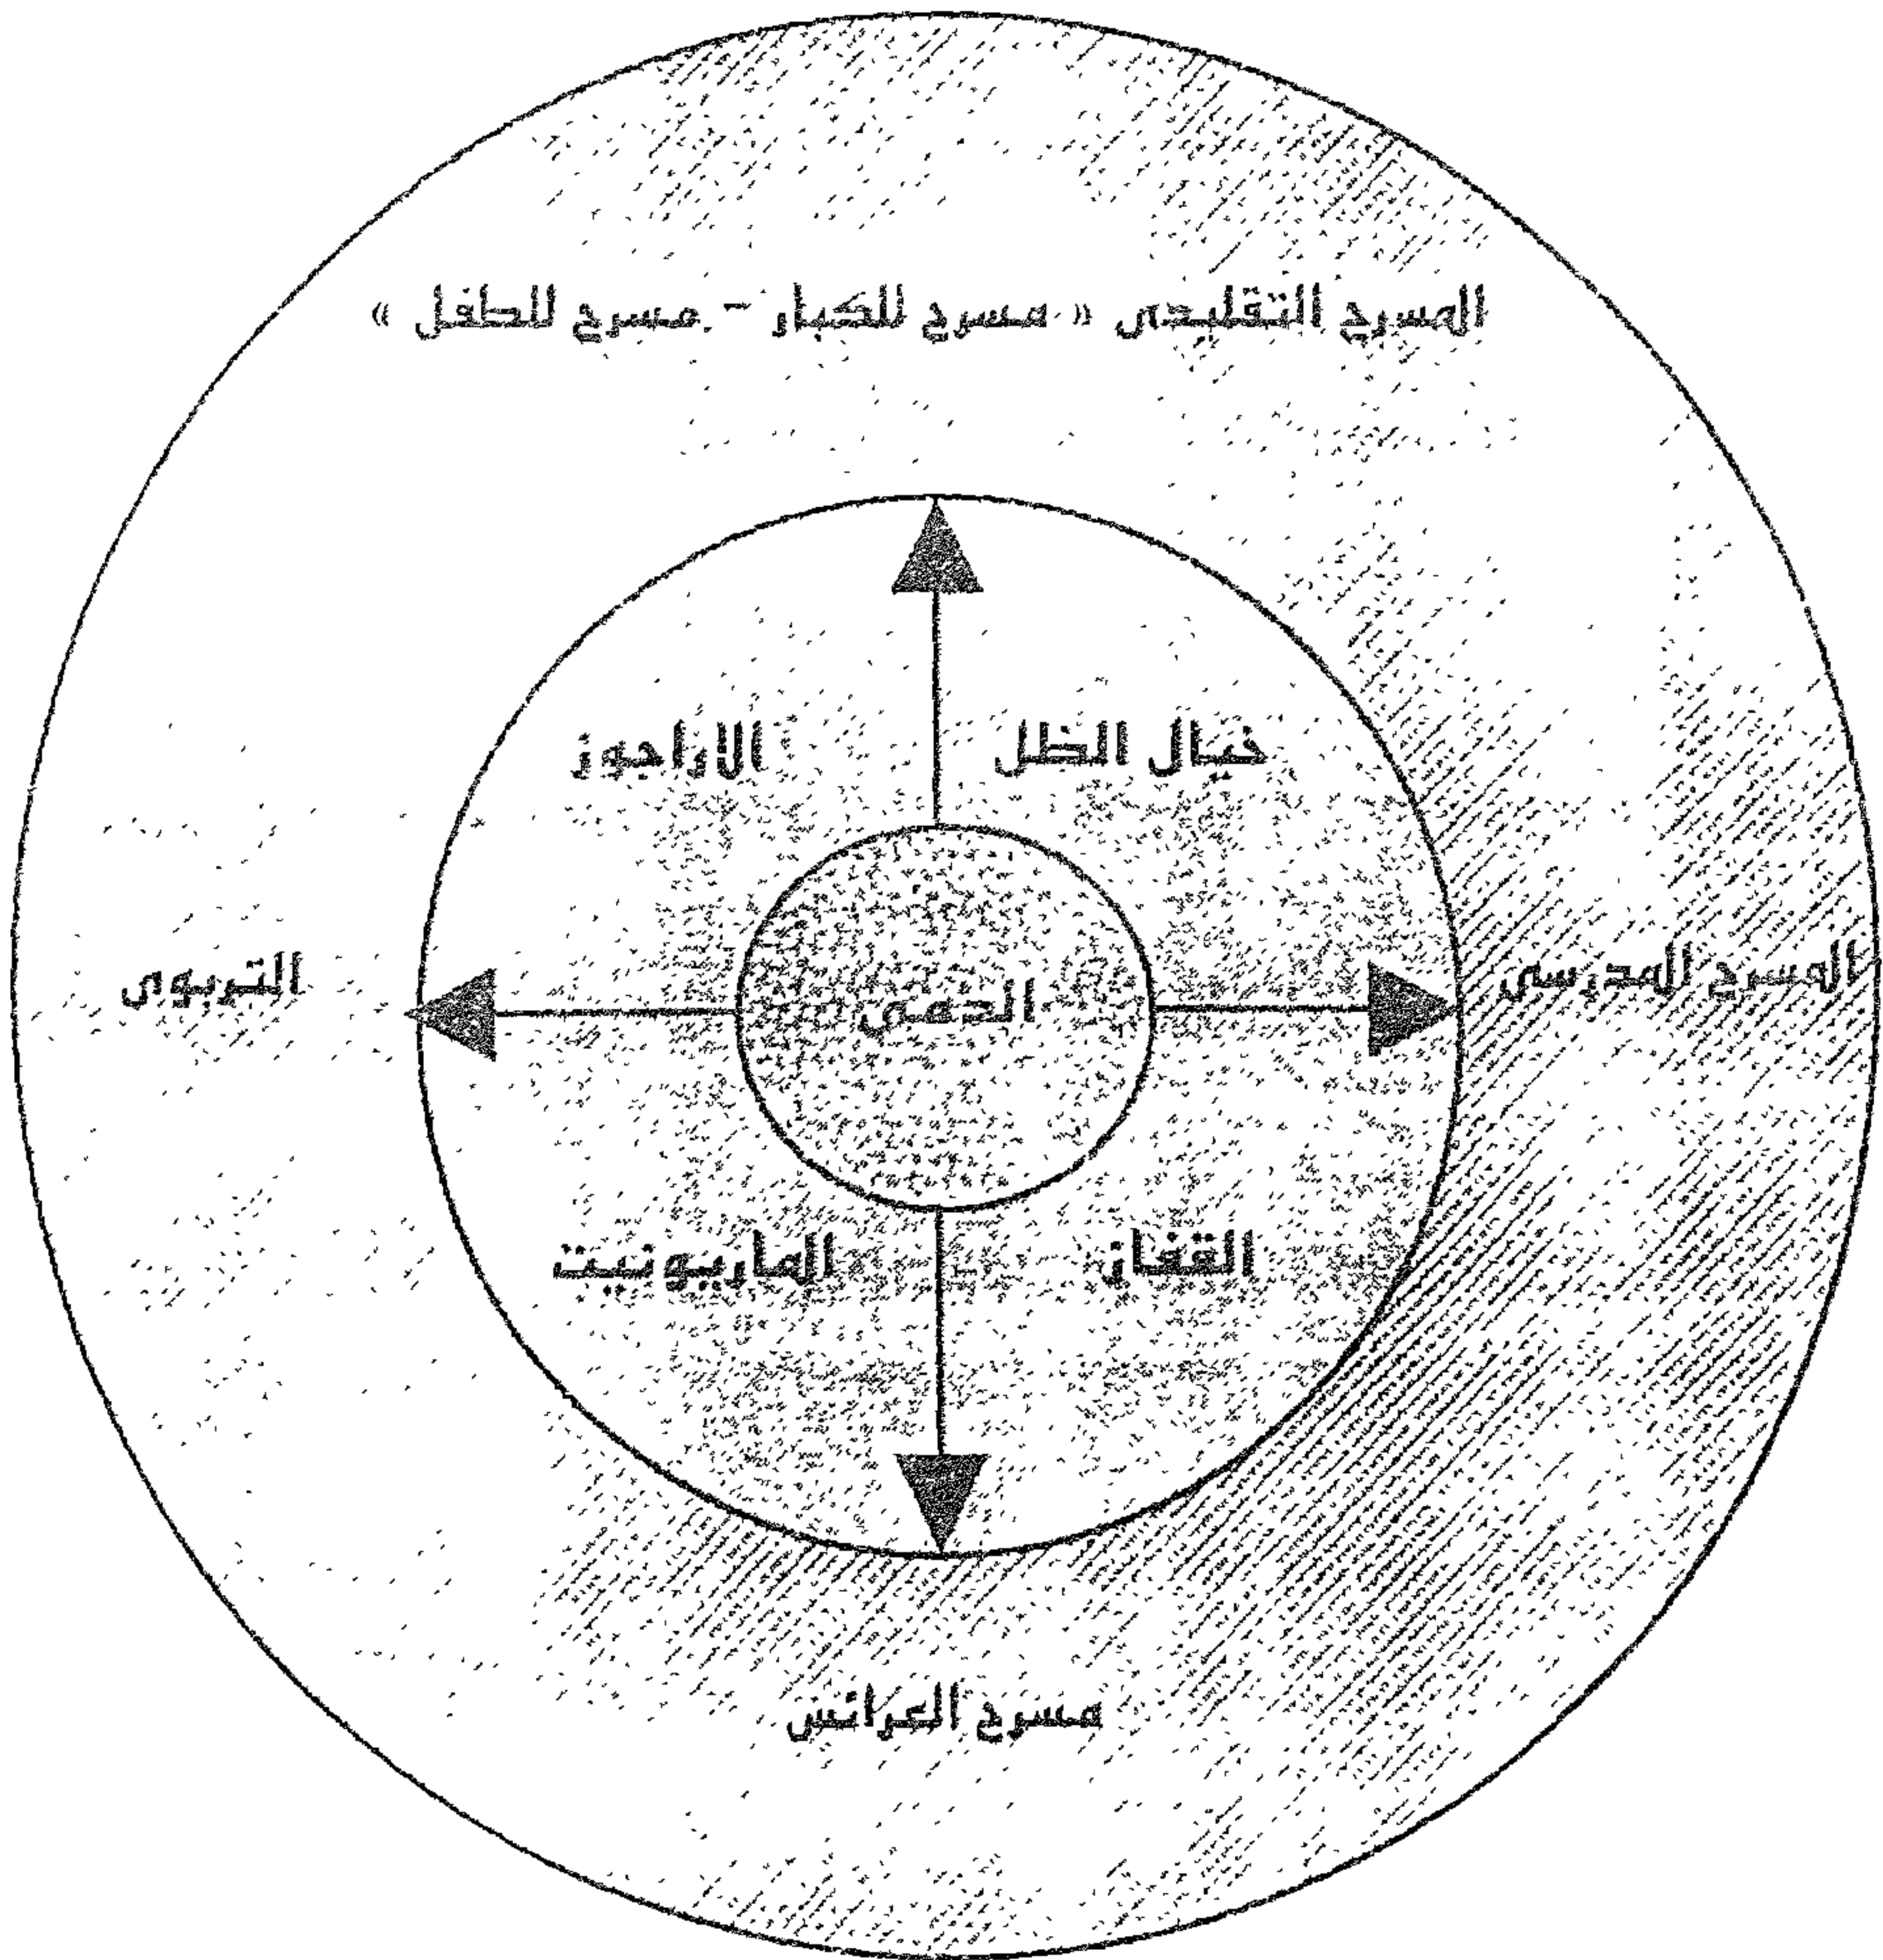 المسرح التقليدى « مسرح للكبار - مسرح للطفل »
خيال الظل
الاراجوز
المسرح المدرسى
الدمى
التربوى
القفاز
الماريونيت
مسرح العرائس